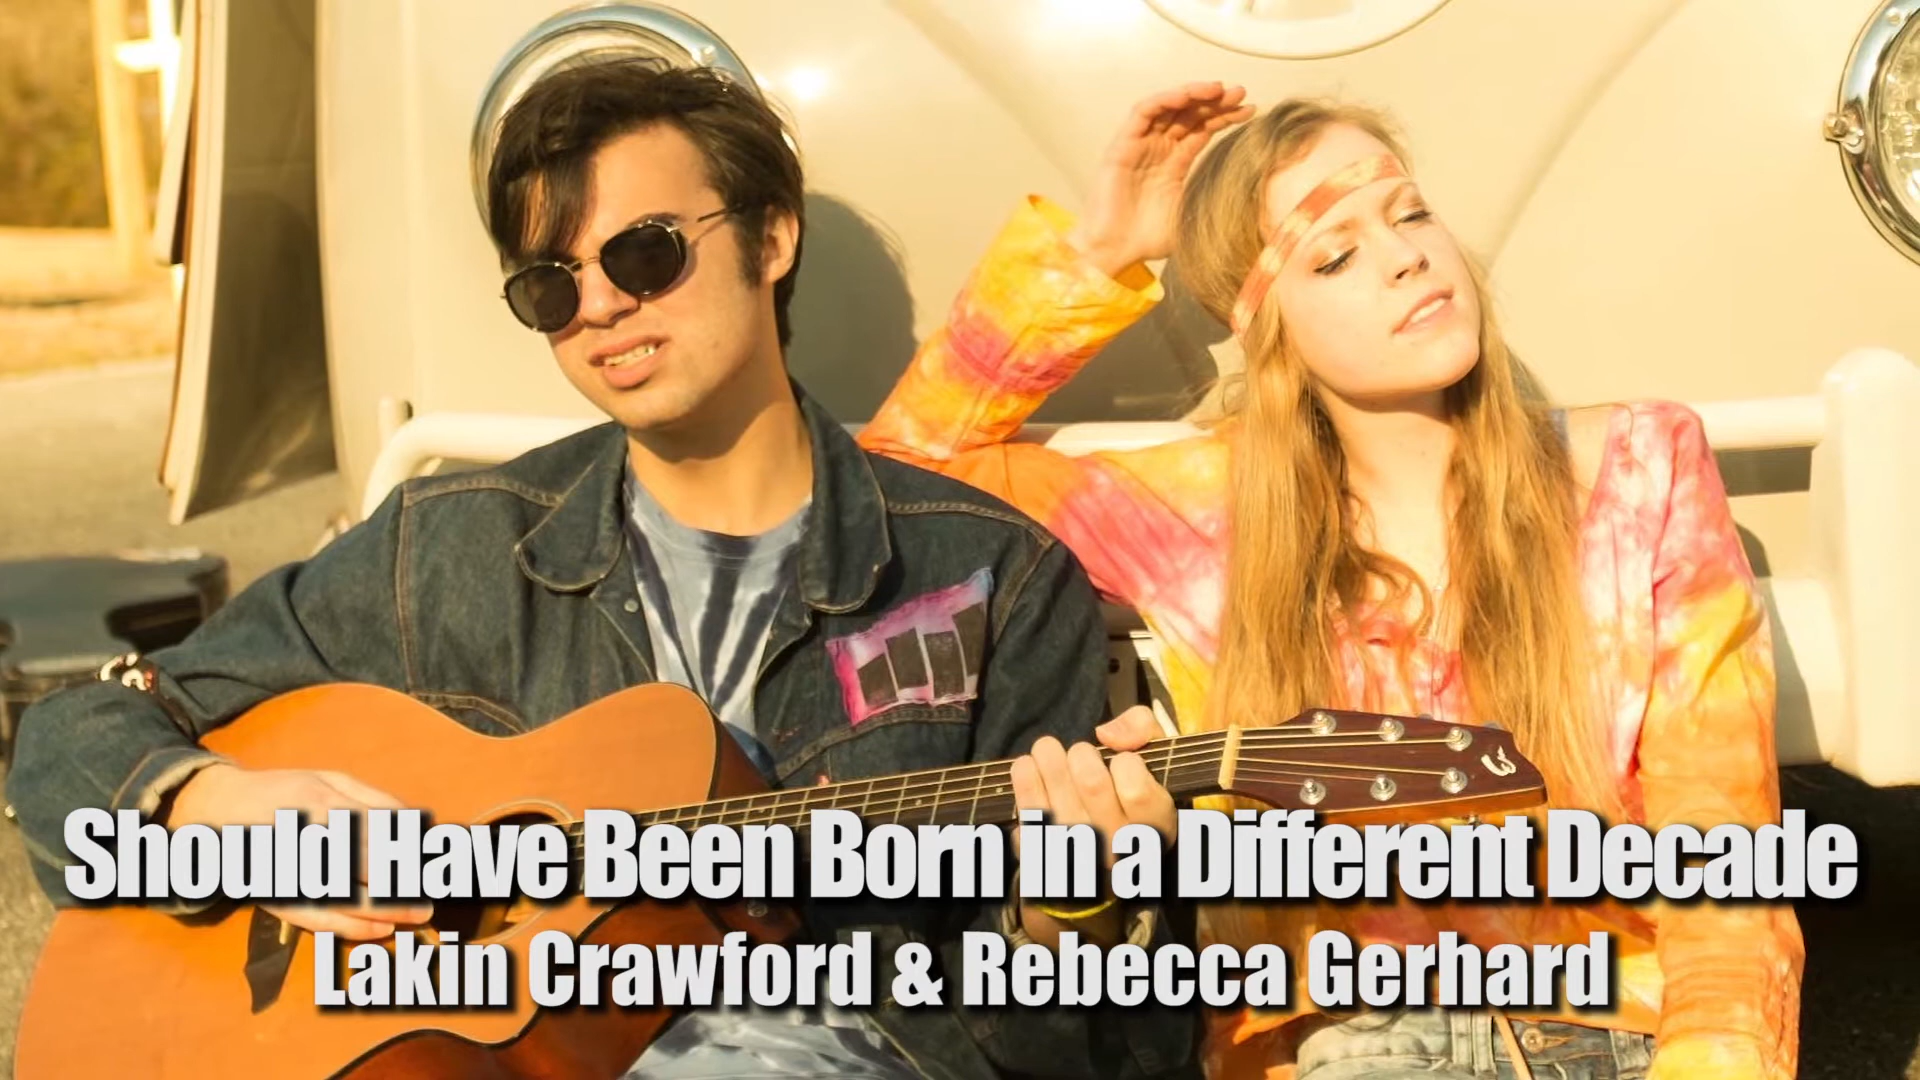 Should Have Been Born in a Different Decade
Lakin Crawford & Rebecca Gerhard